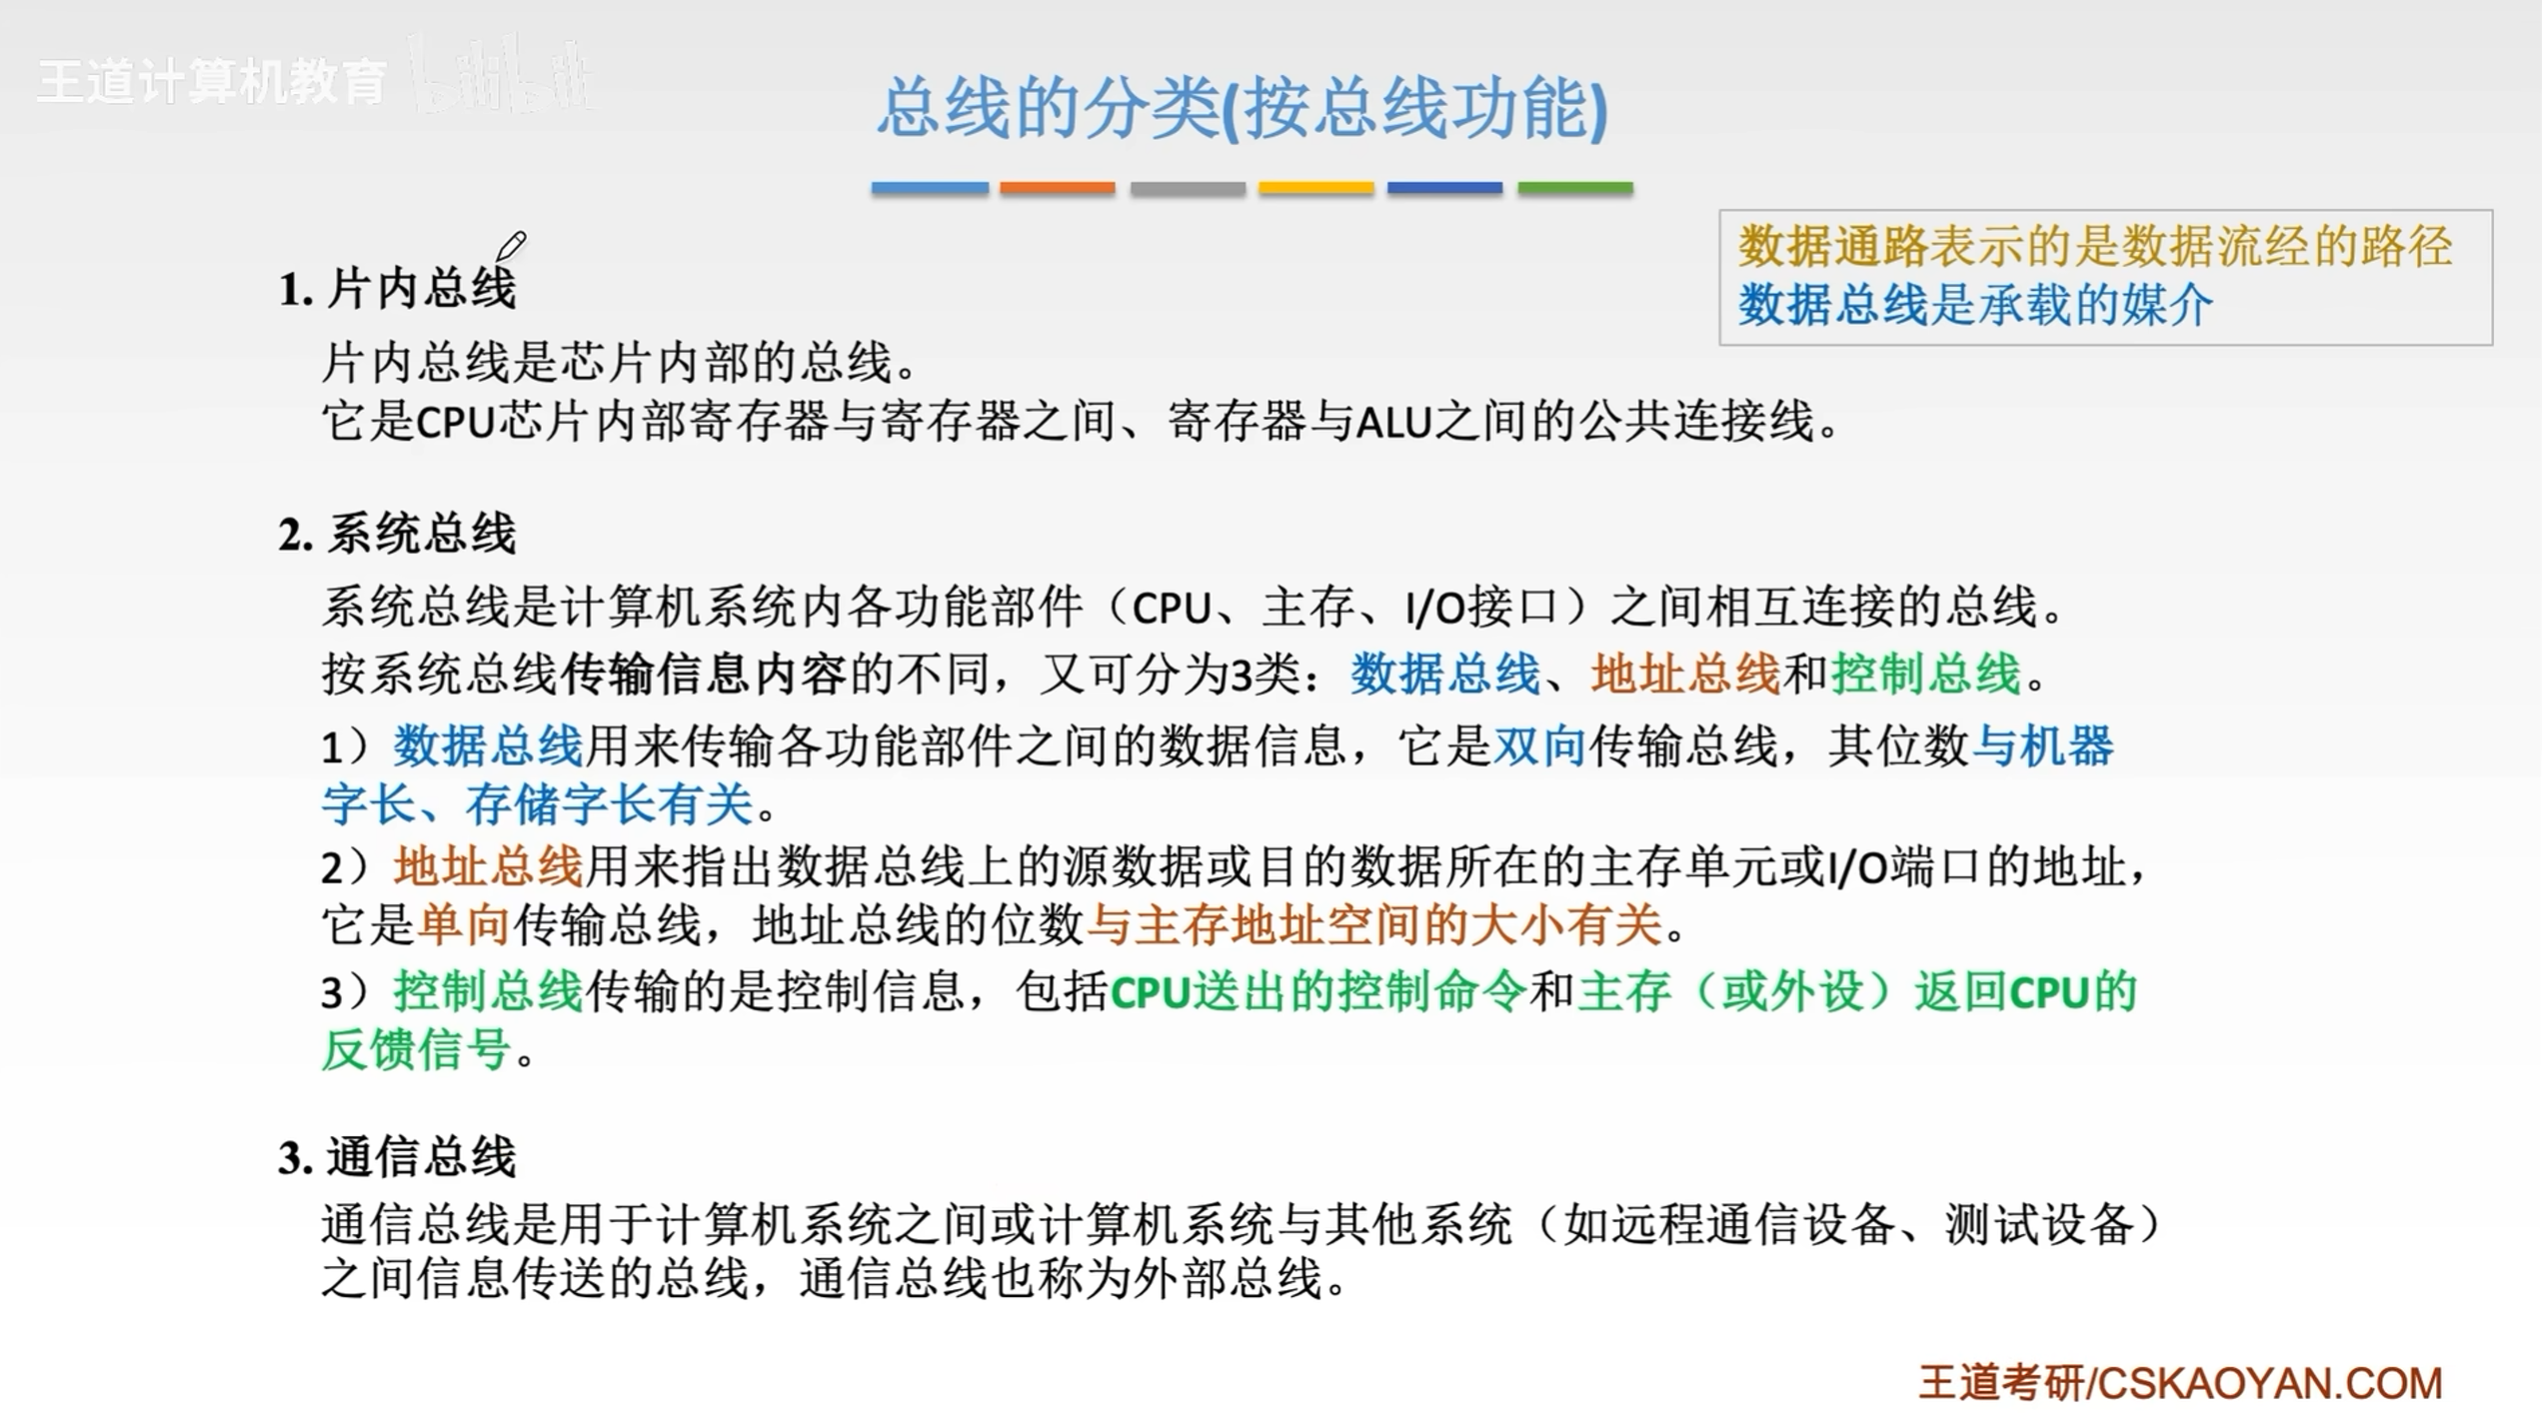 王道计算机教育 bilibili
总线的分类(按总线功能)
数据通路表示的是数据流经的路径
数据总线是承载的媒介
1. 片内总线
片内总线是芯片内部的总线。
它是CPU芯片内部寄存器与寄存器之间、寄存器与ALU之间的公共连接线。
2. 系统总线
系统总线是计算机系统内各功能部件（CPU、主存、I/O接口）之间相互连接的总线。
按系统总线传输信息内容的不同，又可分为3类：数据总线、地址总线和控制总线。
1）数据总线用来传输各功能部件之间的数据信息，它是双向传输总线，其位数与机器
字长、存储字长有关。
2）地址总线用来指出数据总线上的源数据或目的数据所在的主存单元或I/O端口的地址，
它是单向传输总线，地址总线的位数与主存地址空间的大小有关。
3）控制总线传输的是控制信息，包括CPU送出的控制命令和主存（或外设）返回CPU的
反馈信号。
3. 通信总线
通信总线是用于计算机系统之间或计算机系统与其他系统（如远程通信设备、测试设备）
之间信息传送的总线，通信总线也称为外部总线。
王道考研/CSKAOYAN.COM